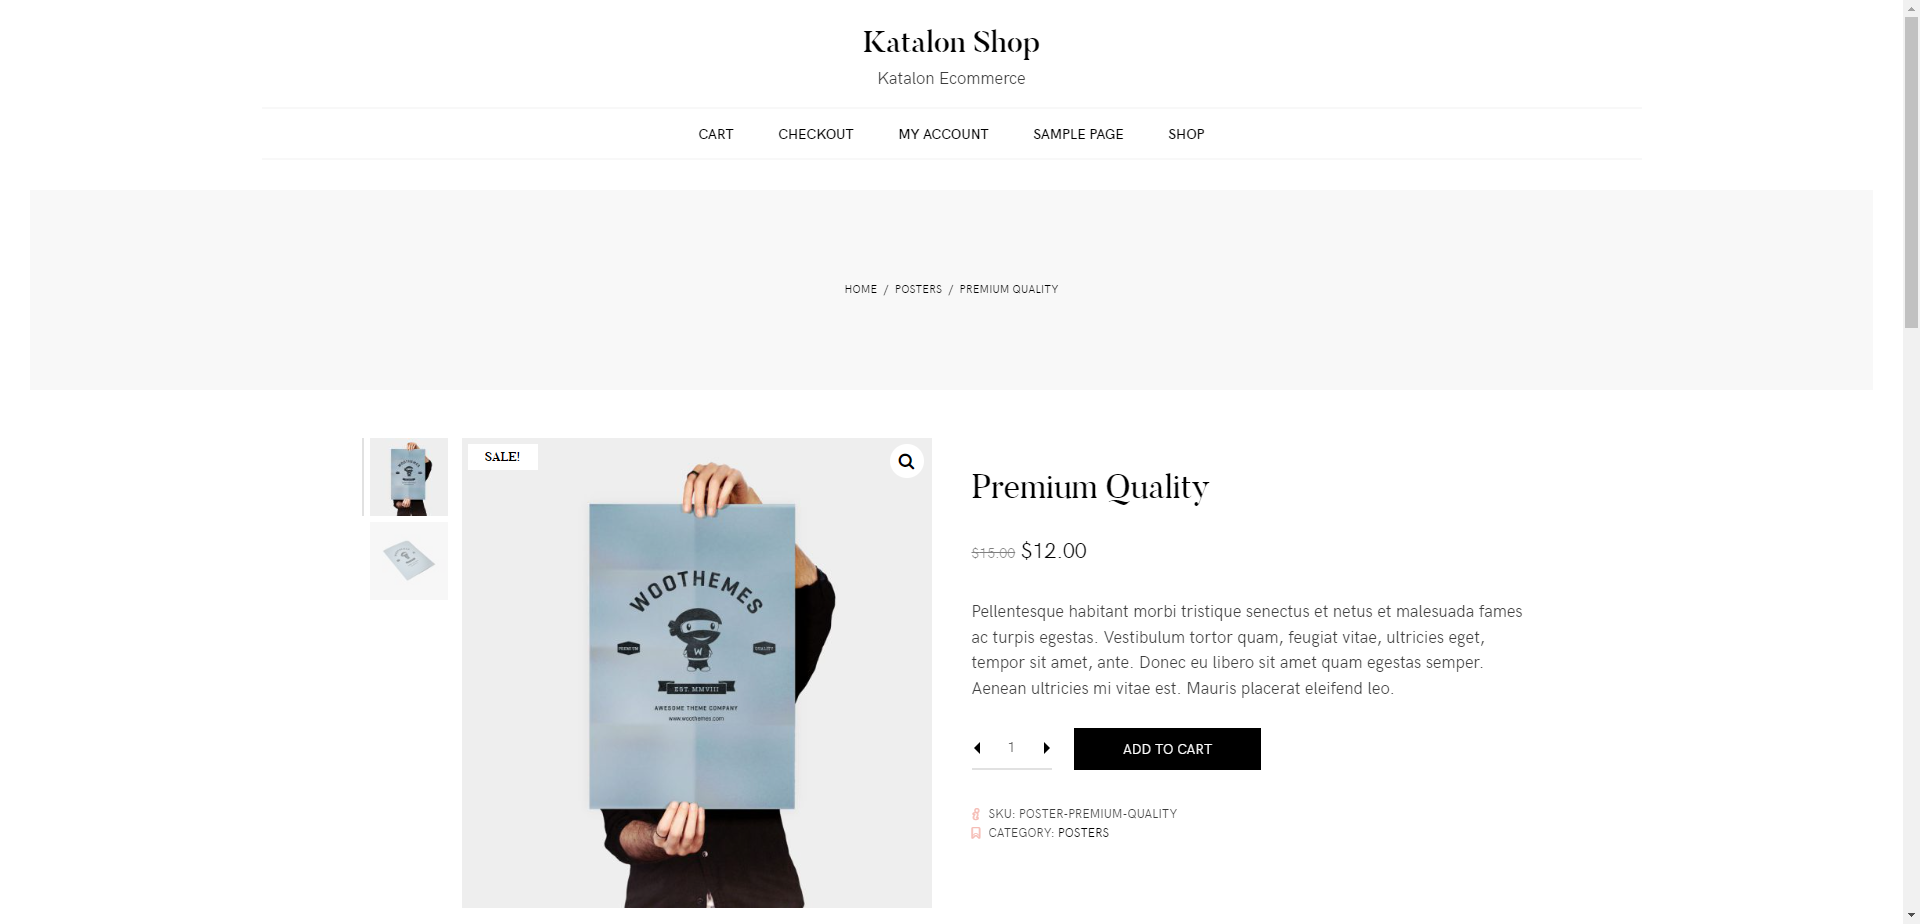 Katalon Shop
Katalon Ecommerce
CART CHECKOUT MY ACCOUNT SAMPLE PAGE SHOP
HOME / POSTERS / PREMIUM QUALITY
SALE!
WOOTHEMES
PREMIUM
QUALITY
W
EST. MMVIII
AWESOME THEME COMPANY
www.woothemes.com
Premium Quality
$15.00 $12.00
Pellentesque habitant morbi tristique senectus et netus et malesuada fames
ac turpis egestas. Vestibulum tortor quam, feugiat vitae, ultricies eget,
tempor sit amet, ante. Donec eu libero sit amet quam egestas semper.
Aenean ultricies mi vitae est. Mauris placerat eleifend leo.
1
ADD TO CART
SKU: POSTER-PREMIUM-QUALITY
CATEGORY: POSTERS